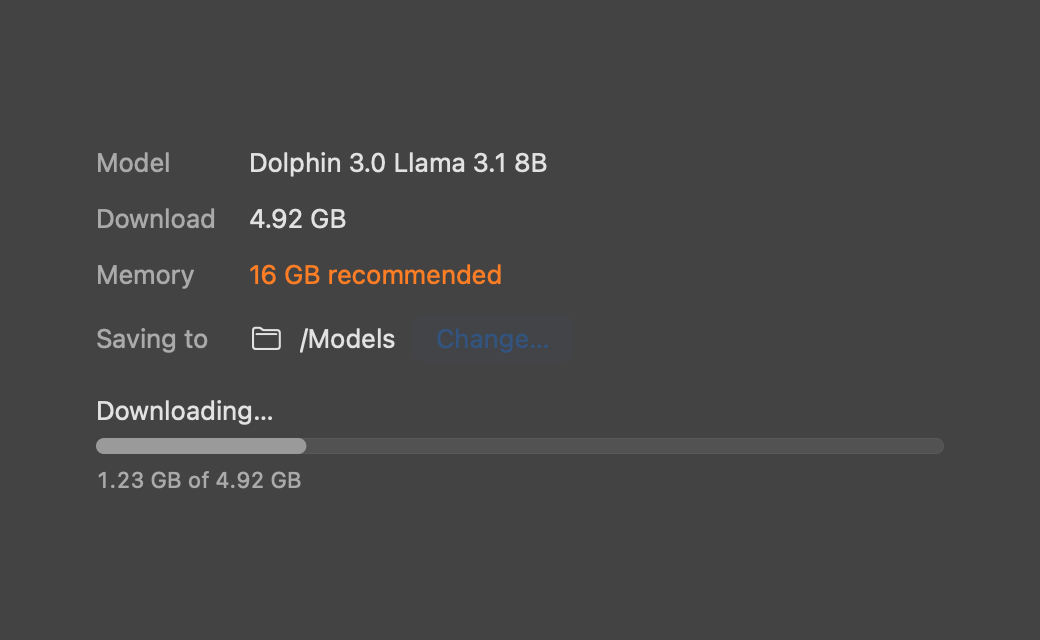 Model Dolphin 3.0 Llama 3.1 8B
Download 4.92 GB
Memory 16 GB recommended
Saving to /Models Change...
Downloading...
1.23 GB of 4.92 GB